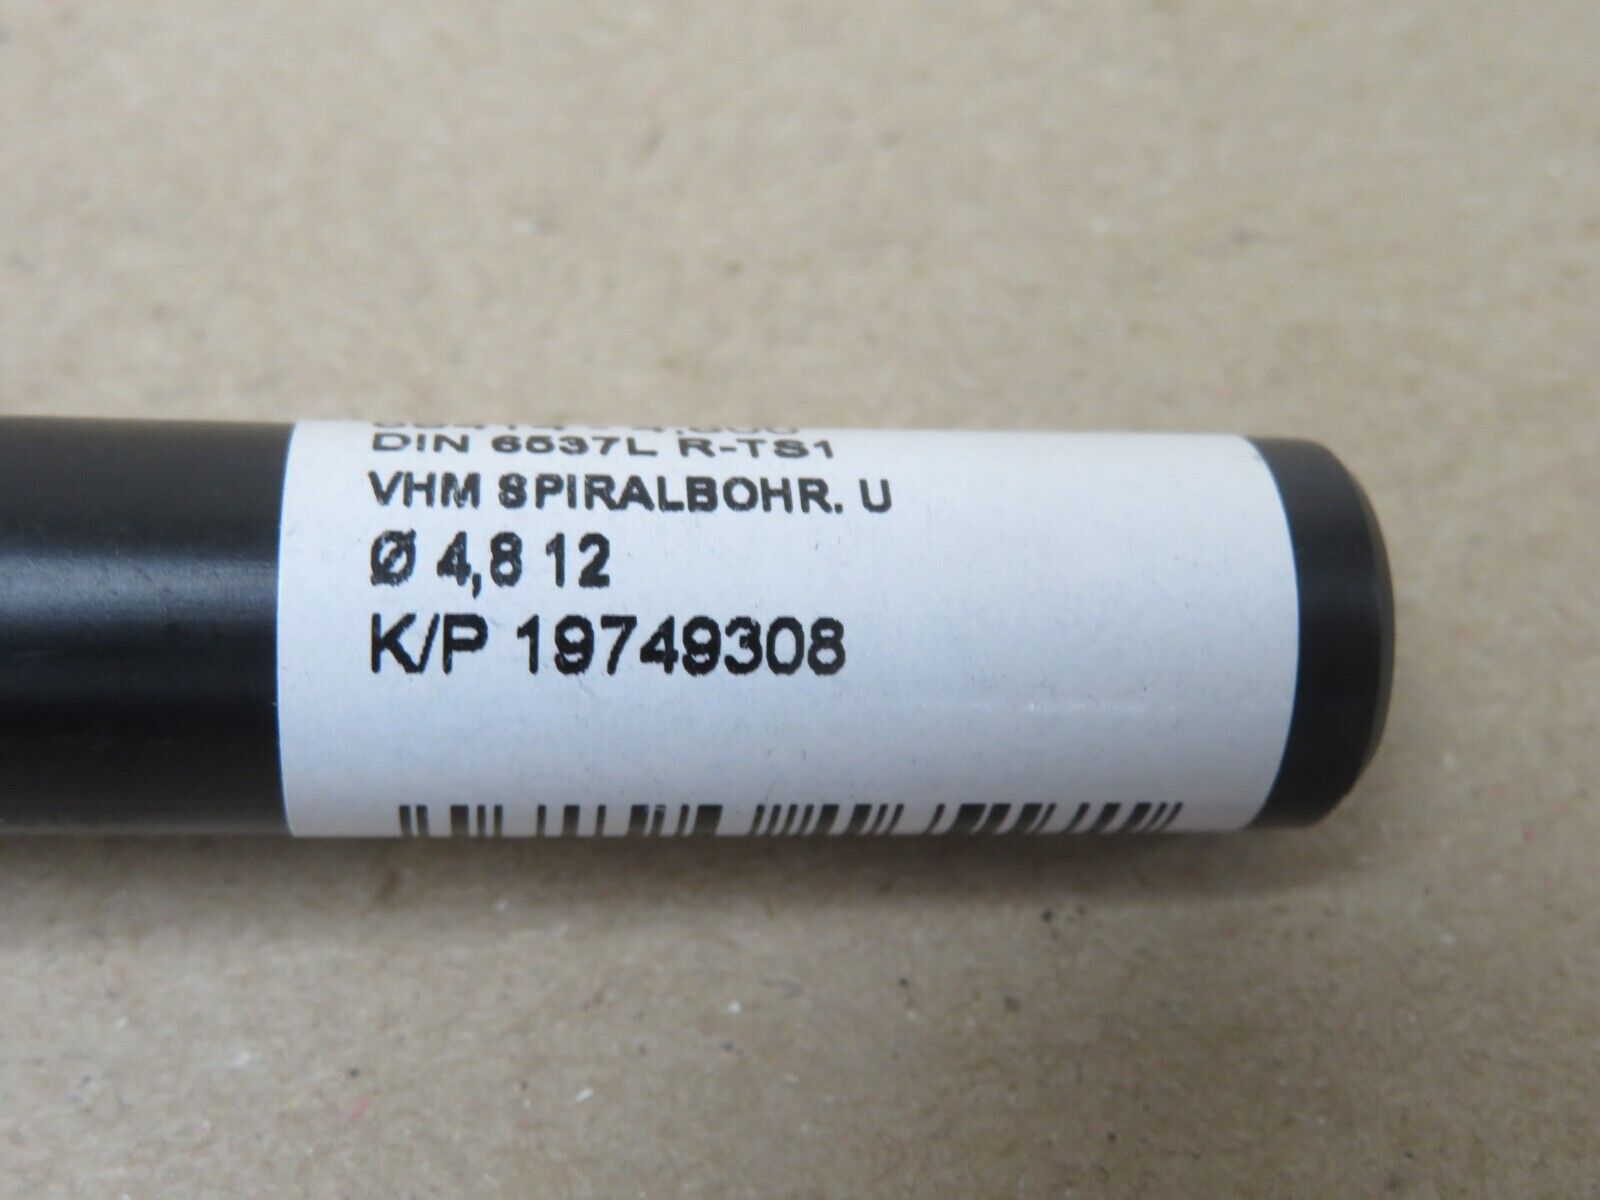 DIN 6537L R-TS1
VHM SPIRALBOHR. U
Ø 4,8 12
K/P 19749308